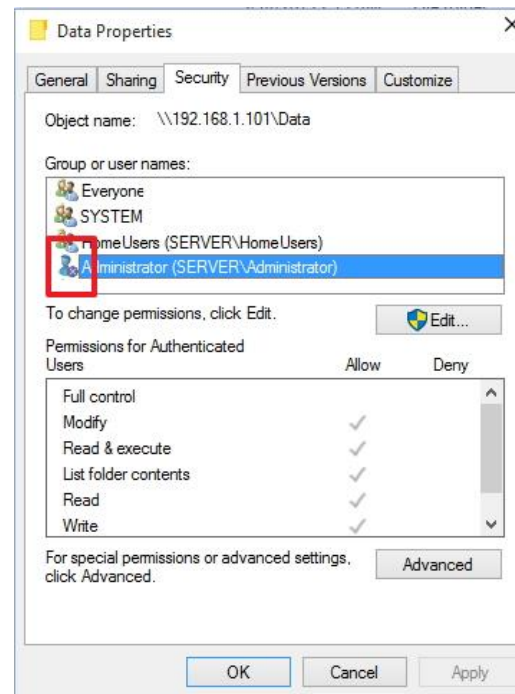 Data Properties
General Sharing Security Previous Versions Customize
Object name: \\192.168.1.101\Data
Group or user names:
Everyone
SYSTEM
HomeUsers (SERVER\HomeUsers)
Administrator (SERVER\Administrator)
To change permissions, click Edit.
Edit...
Permissions for Authenticated
Users Allow Deny
Full control
Modify
Read & execute
List folder contents
Read
Write
For special permissions or advanced settings,
click Advanced.
Advanced
OK Cancel Apply